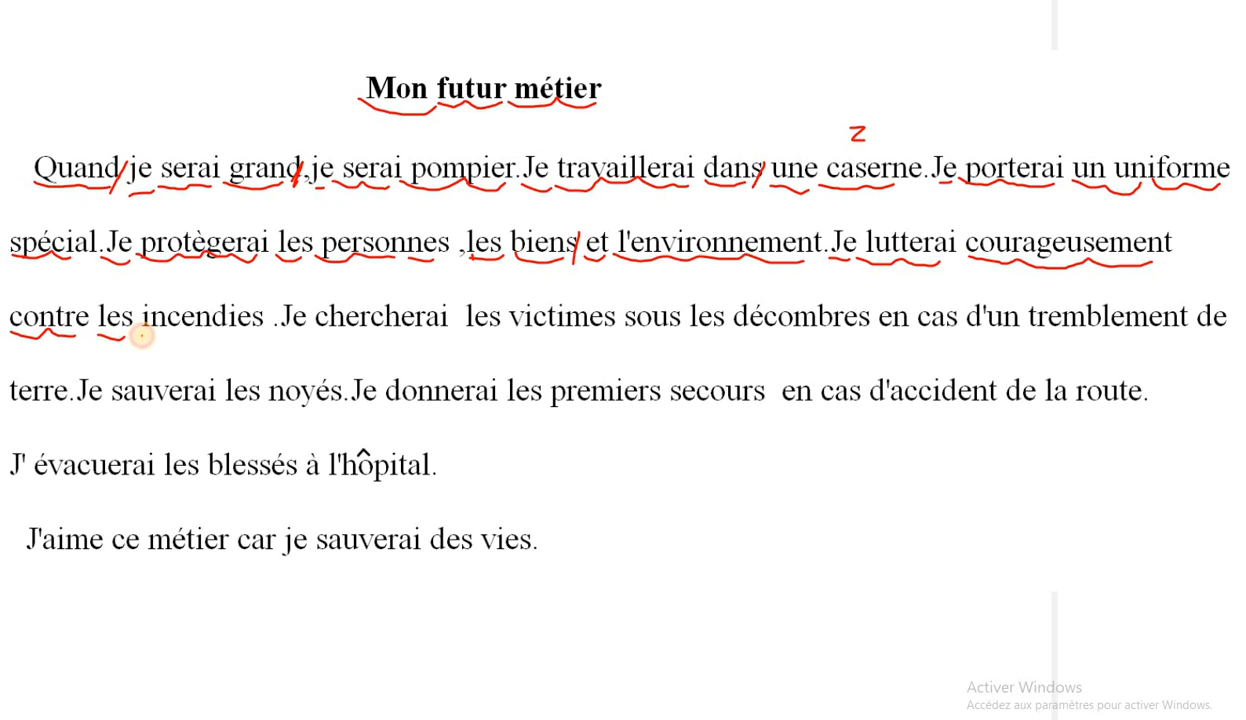 Mon futur métier
z
Quand je serai grand,je serai pompier.Je travaillerai dans une caserne.Je porterai un uniforme
spécial.Je protègerai les personnes ,les biens et l'environnement.Je lutterai courageusement
contre les incendies .Je chercherai les victimes sous les décombres en cas d'un tremblement de
terre.Je sauverai les noyés.Je donnerai les premiers secours en cas d'accident de la route.
J' évacuerai les blessés à l'hôpital.
J'aime ce métier car je sauverai des vies.
Activer Windows
Accédez aux paramètres pour activer Windows.